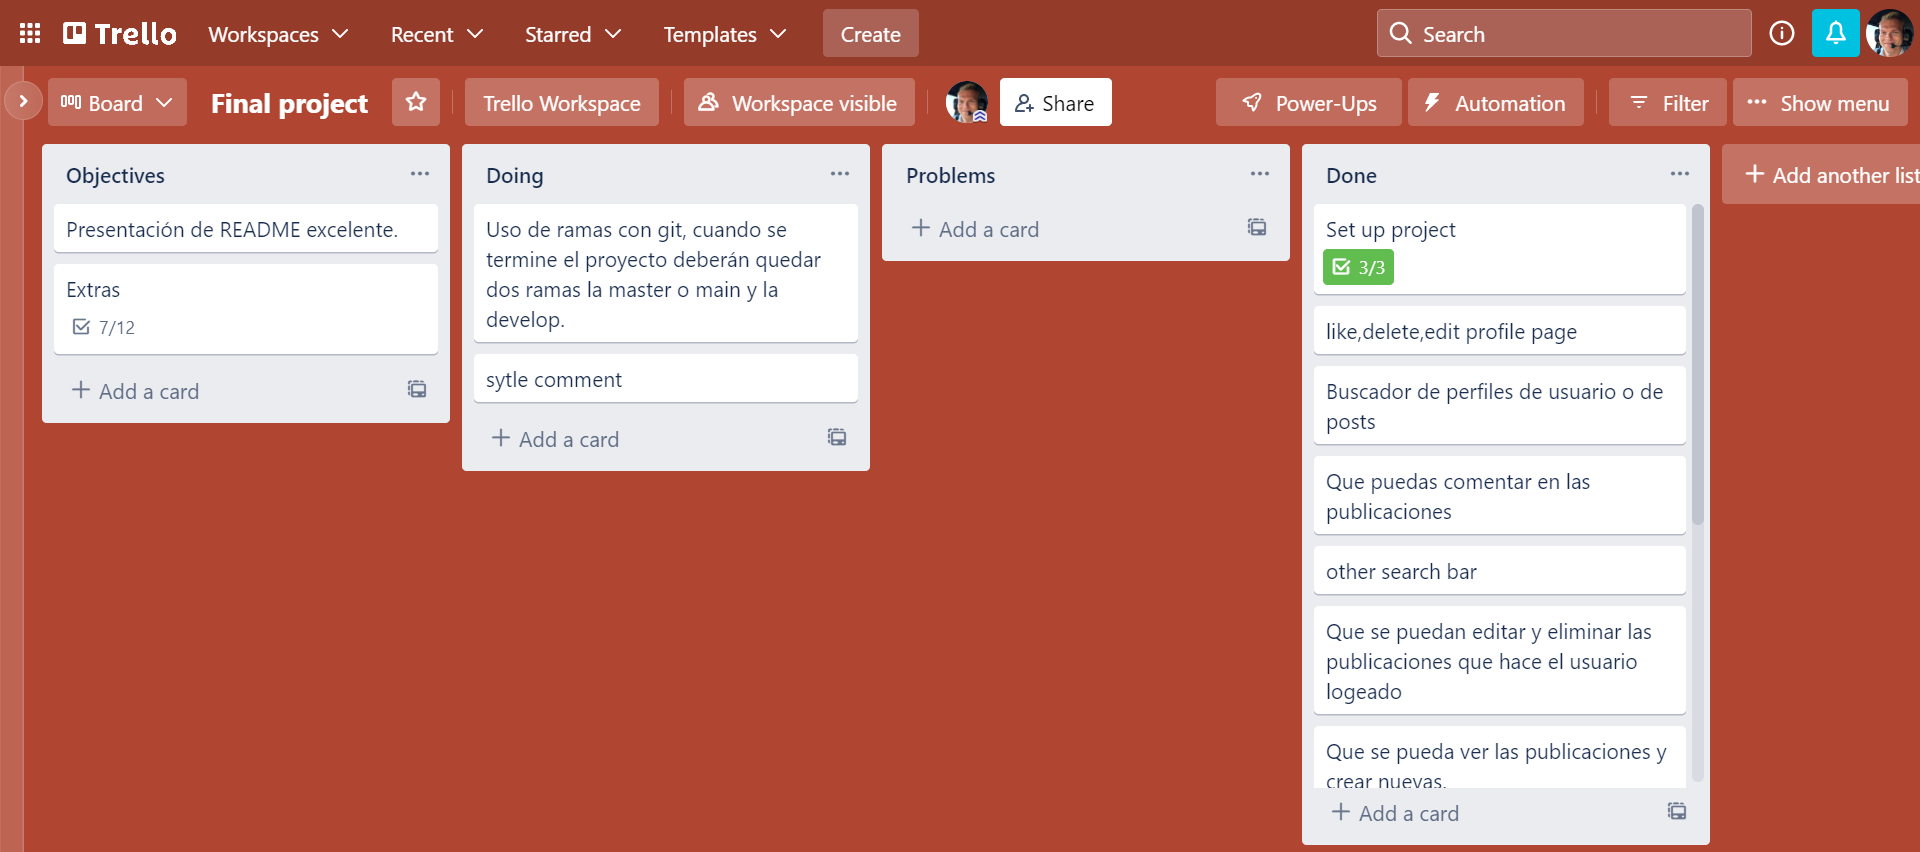 Trello Workspaces Recent Starred Templates Create Search
Board Final project Trello Workspace Workspace visible Share Power-Ups Automation Filter Show menu
Objectives
Presentación de README excelente.
Extras
7/12
Add a card
Doing
Uso de ramas con git, cuando se
termine el proyecto deberán quedar
dos ramas la master o main y la
develop.
sytle comment
Add a card
Problems
Add a card
Done
Set up project
3/3
like,delete,edit profile page
Buscador de perfiles de usuario o de
posts
Que puedas comentar en las
publicaciones
other search bar
Que se puedan editar y eliminar las
publicaciones que hace el usuario
logeado
Que se pueda ver las publicaciones y
crear nuevas.
Add a card
Add another list